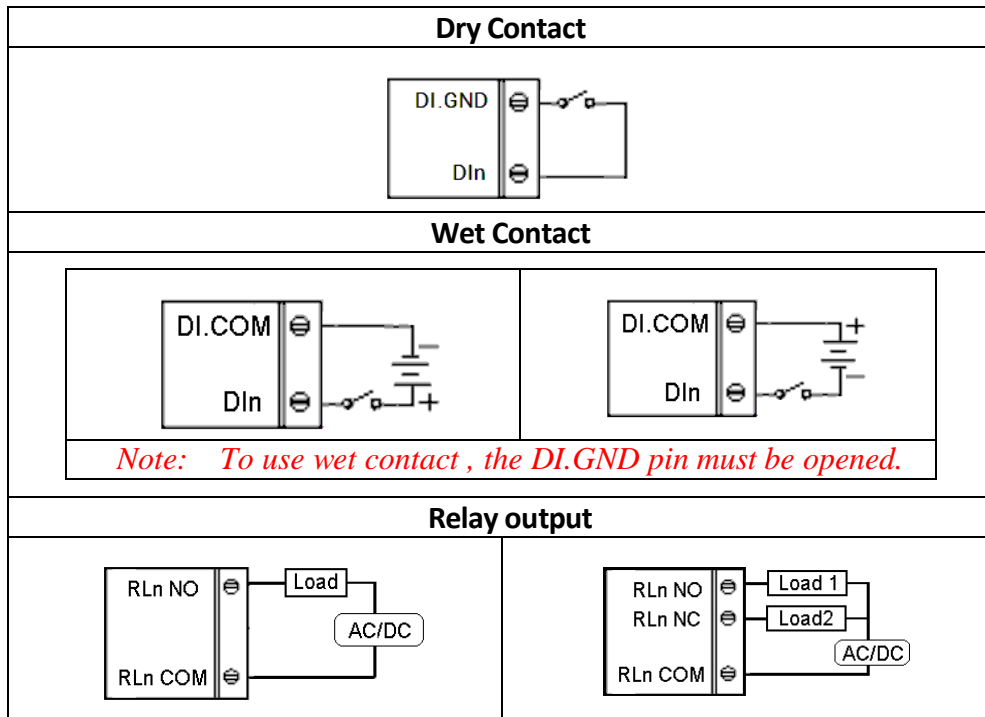 Dry Contact
DI.GND
DIn
Wet Contact
DI.COM
−
DIn
+
DI.COM
+
DIn
−
Note: To use wet contact , the DI.GND pin must be opened.
Relay output
RLn NO
Load
AC/DC
RLn COM
RLn NO
Load 1
RLn NC
Load2
AC/DC
RLn COM